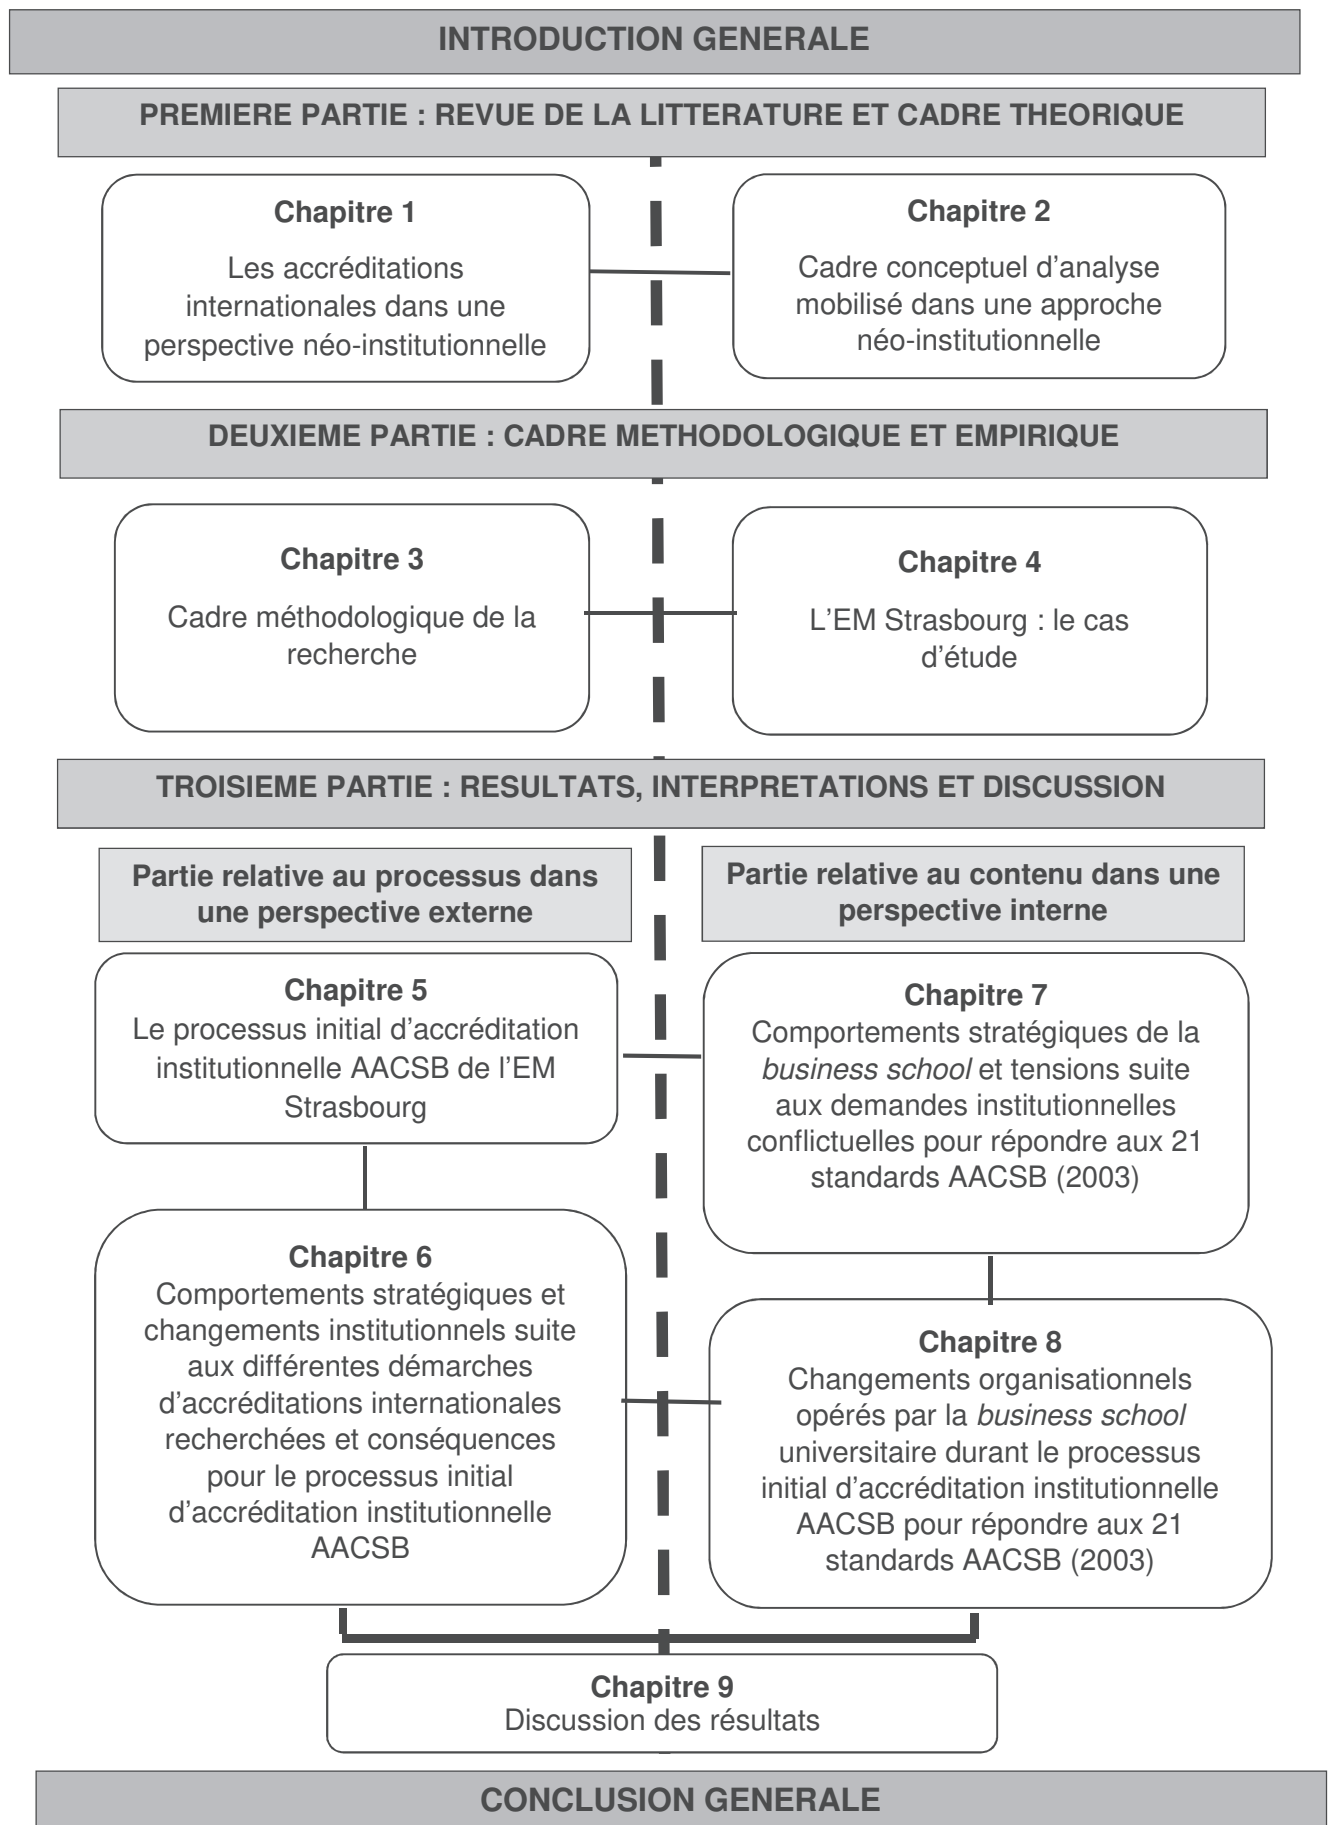 INTRODUCTION GENERALE
PREMIERE PARTIE : REVUE DE LA LITTERATURE ET CADRE THEORIQUE
Chapitre 1
Les accréditations
internationales dans une
perspective néo-institutionnelle
Chapitre 2
Cadre conceptuel d’analyse
mobilisé dans une approche
néo-institutionnelle
DEUXIEME PARTIE : CADRE METHODOLOGIQUE ET EMPIRIQUE
Chapitre 3
Cadre méthodologique de la
recherche
Chapitre 4
L’EM Strasbourg : le cas
d’étude
TROISIEME PARTIE : RESULTATS, INTERPRETATIONS ET DISCUSSION
Partie relative au processus dans
une perspective externe
Partie relative au contenu dans une
perspective interne
Chapitre 5
Le processus initial d’accréditation
institutionnelle AACSB de l’EM
Strasbourg
Chapitre 7
Comportements stratégiques de la
business school et tensions suite
aux demandes institutionnelles
conflictuelles pour répondre aux 21
standards AACSB (2003)
Chapitre 6
Comportements stratégiques et
changements institutionnels suite
aux différentes démarches
d’accréditations internationales
recherchées et conséquences
pour le processus initial
d’accréditation institutionnelle
AACSB
Chapitre 8
Changements organisationnels
opérés par la business school
universitaire durant le processus
initial d’accréditation institutionnelle
AACSB pour répondre aux 21
standards AACSB (2003)
Chapitre 9
Discussion des résultats
CONCLUSION GENERALE